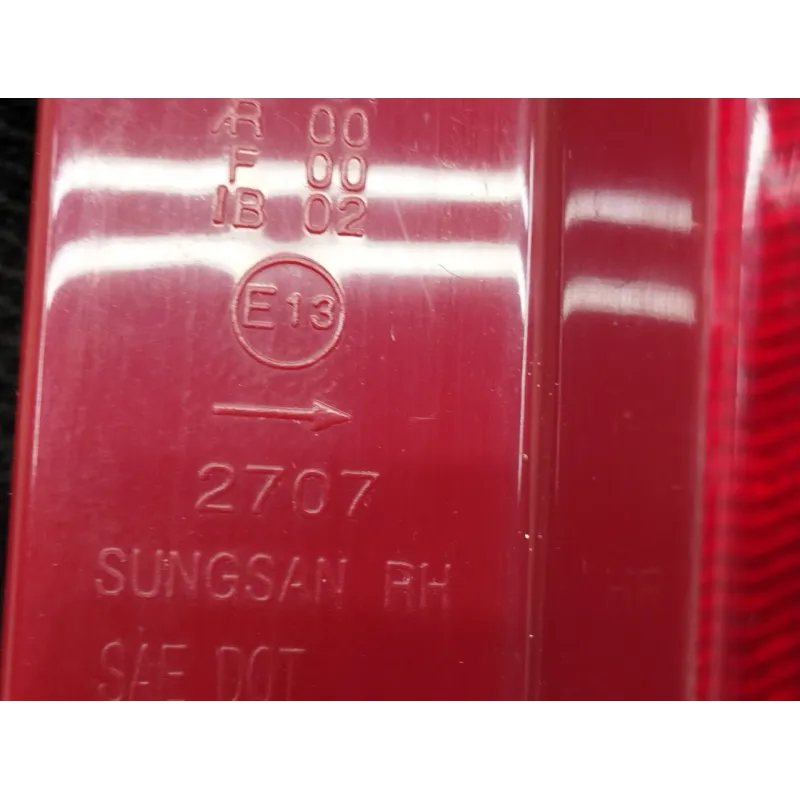 AR 00
F 00
IB 02
E13
→
2707
SUNGSAN RH
SAE DOT